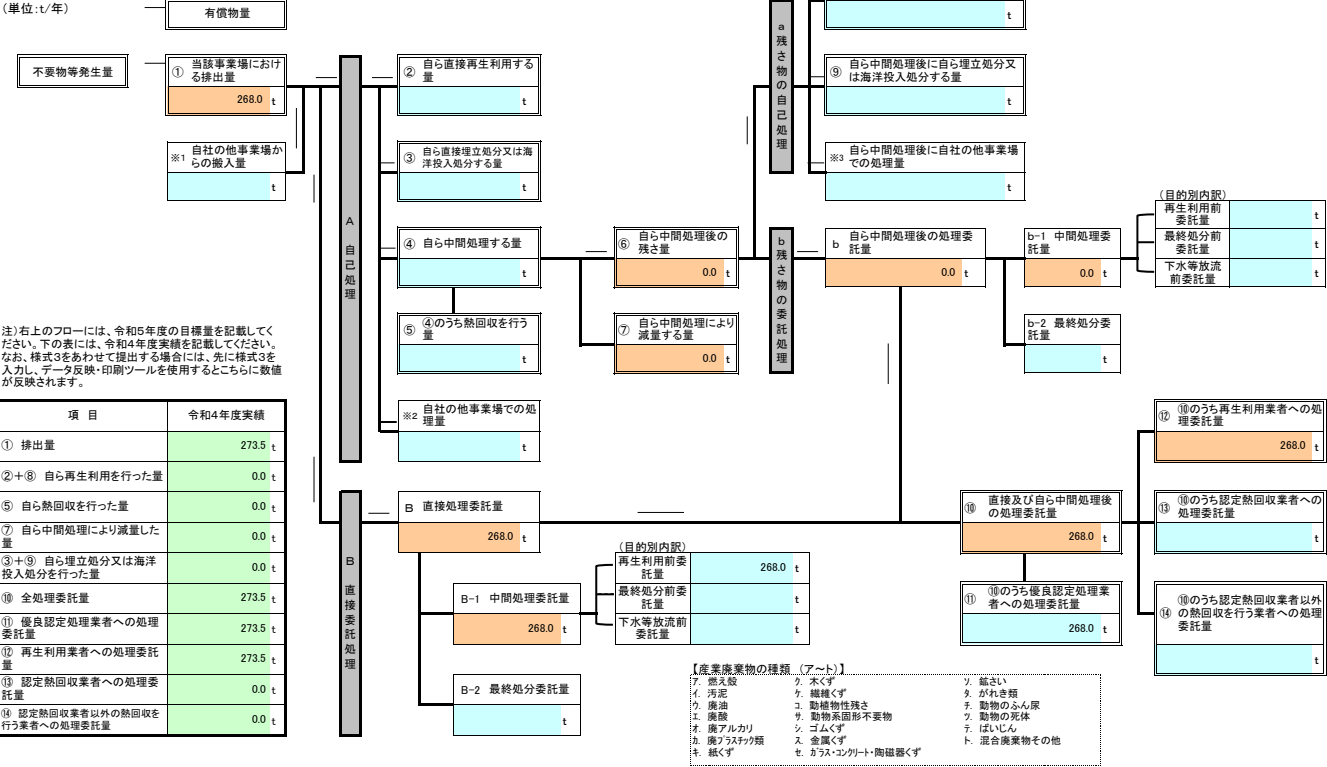 (単位:t/年)
有償物量
不要物等発生量
① 当該事業場におけ
る排出量
268.0 t
※1 自社の他事業場か
らの搬入量
t
A 自己処理
② 自ら直接再生利用する
量
t
③ 自ら直接埋立処分又は海
洋投入処分する量
t
④ 自ら中間処理する量
t
⑤ ④のうち熱回収を行う
量
t
※2 自社の他事業場での処
理量
t
⑥ 自ら中間処理後の
残さ量
0.0 t
⑦ 自ら中間処理により
減量する量
0.0 t
a 残さ物の自己処理
t
⑨ 自ら中間処理後に自ら埋立処分又
は海洋投入処分する量
t
※3 自ら中間処理後に自社の他事業場
での処理量
t
b 残さ物の委託処理
b 自ら中間処理後の処理委
託量
0.0 t
b-1 中間処理委
託量
0.0 t
b-2 最終処分委
託量
t
(目的別内訳)
再生利用前
委託量
t
最終処分前
委託量
t
下水等放流
前委託量
t
注)右上のフローには、令和5年度の目標量を記載してく
ださい。下の表には、令和4年度実績を記載してください。
なお、様式3をあわせて提出する場合には、先に様式3を
入力し、データ反映・印刷ツールを使用するとこちらに数値
が反映されます。
項 目 令和4年度実績
① 排出量 273.5 t
②+⑧ 自ら再生利用を行った量 0.0 t
⑤ 自ら熱回収を行った量 0.0 t
⑦ 自ら中間処理により減量した
量 0.0 t
③+⑨ 自ら埋立処分又は海洋
投入処分を行った量 0.0 t
⑩ 全処理委託量 273.5 t
⑪ 優良認定処理業者への処理
委託量 273.5 t
⑫ 再生利用業者への処理委託
量 273.5 t
⑬ 認定熱回収業者への処理委
託量 0.0 t
⑭ 認定熱回収業者以外の熱回収を
行う業者への処理委託量 0.0 t
B 直接委託処理
B 直接処理委託量
268.0 t
B-1 中間処理委託量
268.0 t
B-2 最終処分委託量
t
(目的別内訳)
再生利用前委
託量
268.0 t
最終処分前委
託量
t
下水等放流前
委託量
t
⑩ 直接及び自ら中間処理後
の処理委託量
268.0 t
⑪ ⑩のうち優良認定処理業
者への処理委託量
268.0 t
⑫ ⑩のうち再生利用業者への処
理委託量
268.0 t
⑬ ⑩のうち認定熱回収業者への
処理委託量
t
⑭ ⑩のうち認定熱回収業者以外
の熱回収を行う業者への処理
委託量
t
【産業廃棄物の種類 (ア~ト)】
ア. 燃え殻 ク. 木くず ソ. 鉱さい
イ. 汚泥 ケ. 繊維くず タ. がれき類
ウ. 廃油 コ. 動植物性残さ チ. 動物のふん尿
エ. 廃酸 サ. 動物系固形不要物 ツ. 動物の死体
オ. 廃アルカリ シ. ゴムくず テ. ばいじん
カ. 廃プラスチック類 ス. 金属くず ト. 混合廃棄物その他
キ. 紙くず セ. ガラス・コンクリート・陶磁器くず